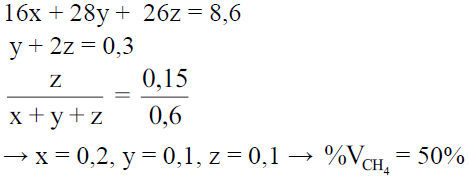 16x + 28y + 26z = 8,6
y + 2z = 0,3
z / (x + y + z) = 0,15 / 0,6
→ x = 0,2, y = 0,1, z = 0,1 → %V_CH₄ = 50%